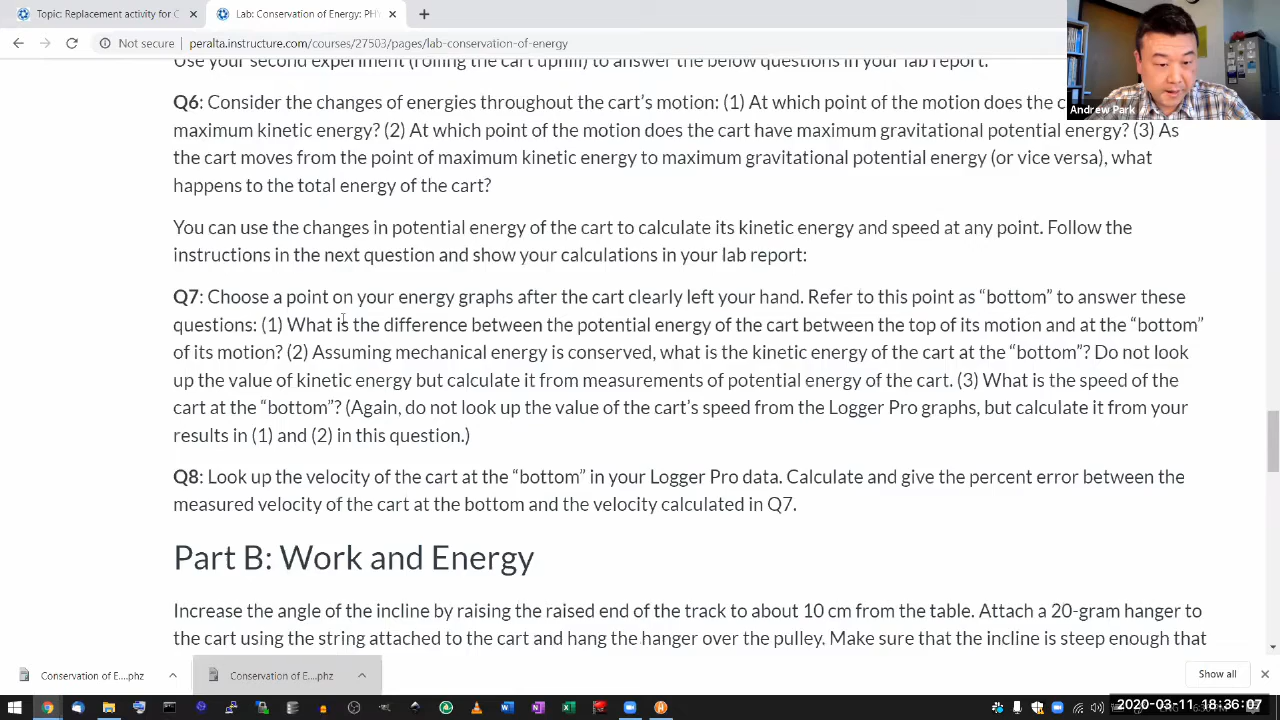 Topic: Replacement activity for C
Lab: Conservation of Energy: PHY
Not secure | peralta.instructure.com/courses/27503/pages/lab-conservation-of-energy
Andrew Park
Use your second experiment (rolling the cart uphill) to answer the below questions in your lab report.
Q6: Consider the changes of energies throughout the cart's motion: (1) At which point of the motion does the
maximum kinetic energy? (2) At which point of the motion does the cart have maximum gravitational potential energy? (3) As
the cart moves from the point of maximum kinetic energy to maximum gravitational potential energy (or vice versa), what
happens to the total energy of the cart?
You can use the changes in potential energy of the cart to calculate its kinetic energy and speed at any point. Follow the
instructions in the next question and show your calculations in your lab report:
Q7: Choose a point on your energy graphs after the cart clearly left your hand. Refer to this point as “bottom” to answer these
questions: (1) What is the difference between the potential energy of the cart between the top of its motion and at the “bottom”
of its motion? (2) Assuming mechanical energy is conserved, what is the kinetic energy of the cart at the “bottom”? Do not look
up the value of kinetic energy but calculate it from measurements of potential energy of the cart. (3) What is the speed of the
cart at the “bottom”? (Again, do not look up the value of the cart's speed from the Logger Pro graphs, but calculate it from your
results in (1) and (2) in this question.)
Q8: Look up the velocity of the cart at the “bottom” in your Logger Pro data. Calculate and give the percent error between the
measured velocity of the cart at the bottom and the velocity calculated in Q7.
Part B: Work and Energy
Increase the angle of the incline by raising the raised end of the track to about 10 cm from the table. Attach a 20-gram hanger to
the cart using the string attached to the cart and hang the hanger over the pulley. Make sure that the incline is steep enough that
Conservation of E....phz
Conservation of E....phz
Show all
2020-03-11 18:36:07